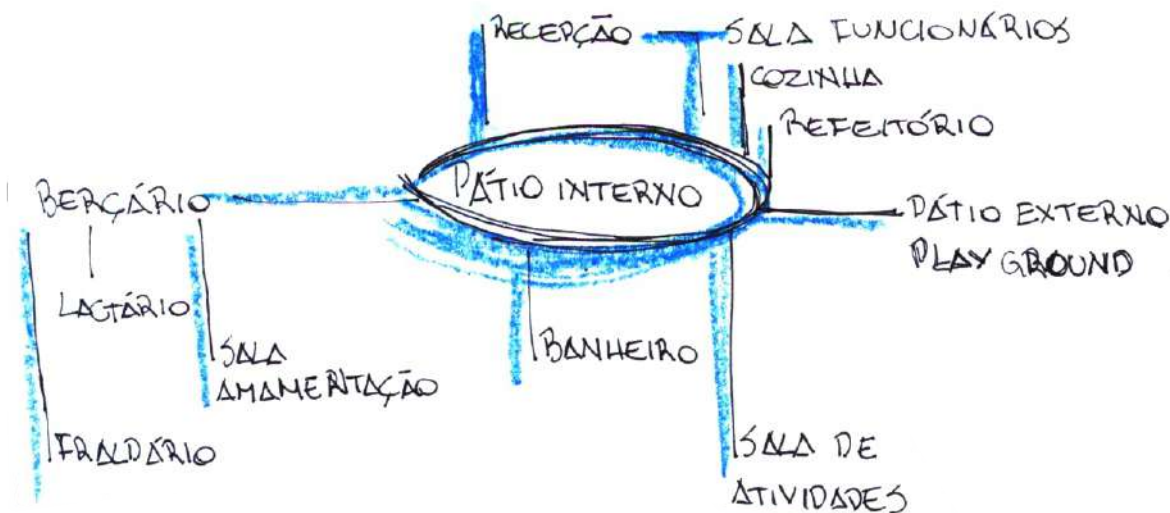 RECEPÇÃO
SALA FUNCIONÁRIOS
COZINHA
REFEITÓRIO
PÁTIO INTERNO
BERÇÁRIO
PÁTIO EXTERNO
PLAY GROUND
LACTÁRIO
SALA
AMAMENTAÇÃO
BANHEIRO
FRALDÁRIO
SALA DE
ATIVIDADES